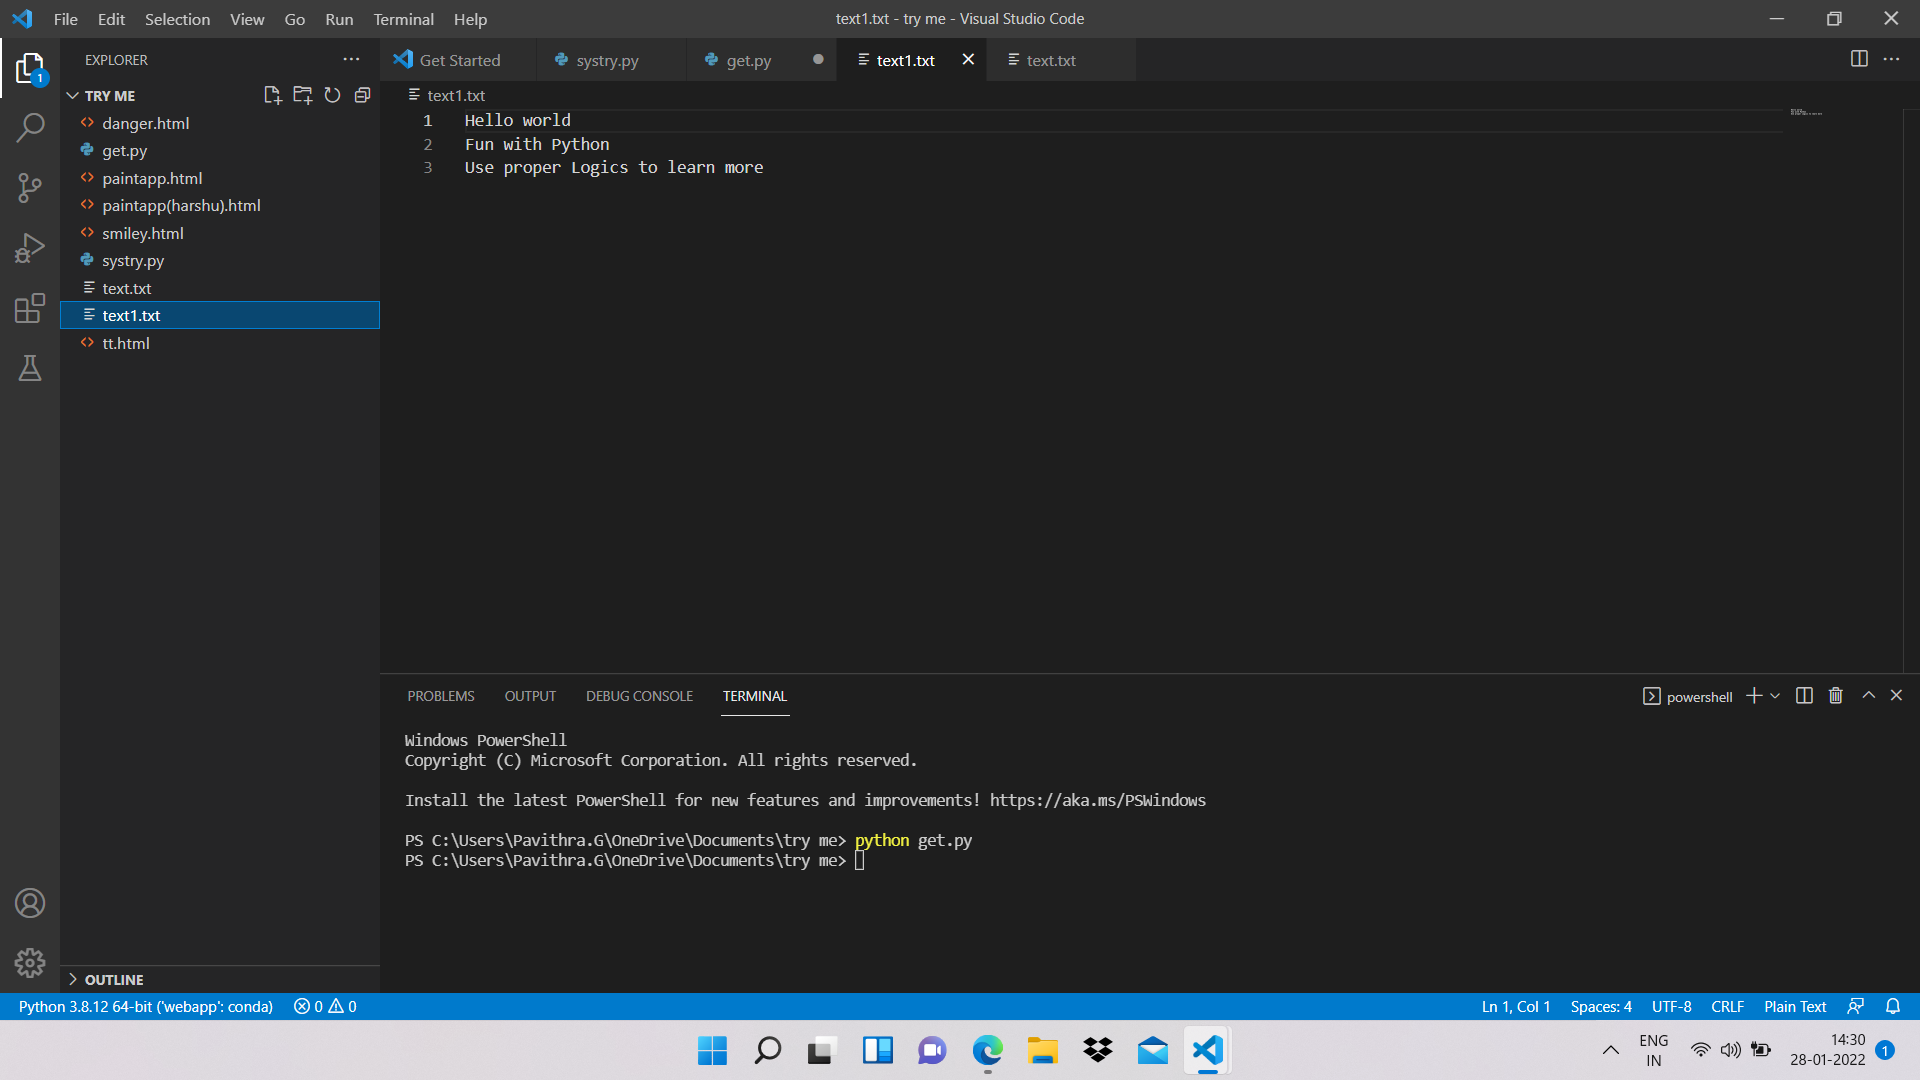 File Edit Selection View Go Run Terminal Help
text1.txt - try me - Visual Studio Code
EXPLORER
TRY ME
danger.html
get.py
paintapp.html
paintapp(harshu).html
smiley.html
systry.py
text.txt
text1.txt
tt.html
OUTLINE
1
Get Started
systry.py
get.py
text1.txt
text.txt
text1.txt
1 Hello world
2 Fun with Python
3 Use proper Logics to learn more
PROBLEMS OUTPUT DEBUG CONSOLE TERMINAL
powershell
Windows PowerShell
Copyright (C) Microsoft Corporation. All rights reserved.
Install the latest PowerShell for new features and improvements! https://aka.ms/PSWindows
PS C:\Users\Pavithra.G\OneDrive\Documents\try me> python get.py
PS C:\Users\Pavithra.G\OneDrive\Documents\try me>
Python 3.8.12 64-bit ('webapp': conda) 0 0
Ln 1, Col 1 Spaces: 4 UTF-8 CRLF Plain Text
ENG
IN
14:30
28-01-2022
1